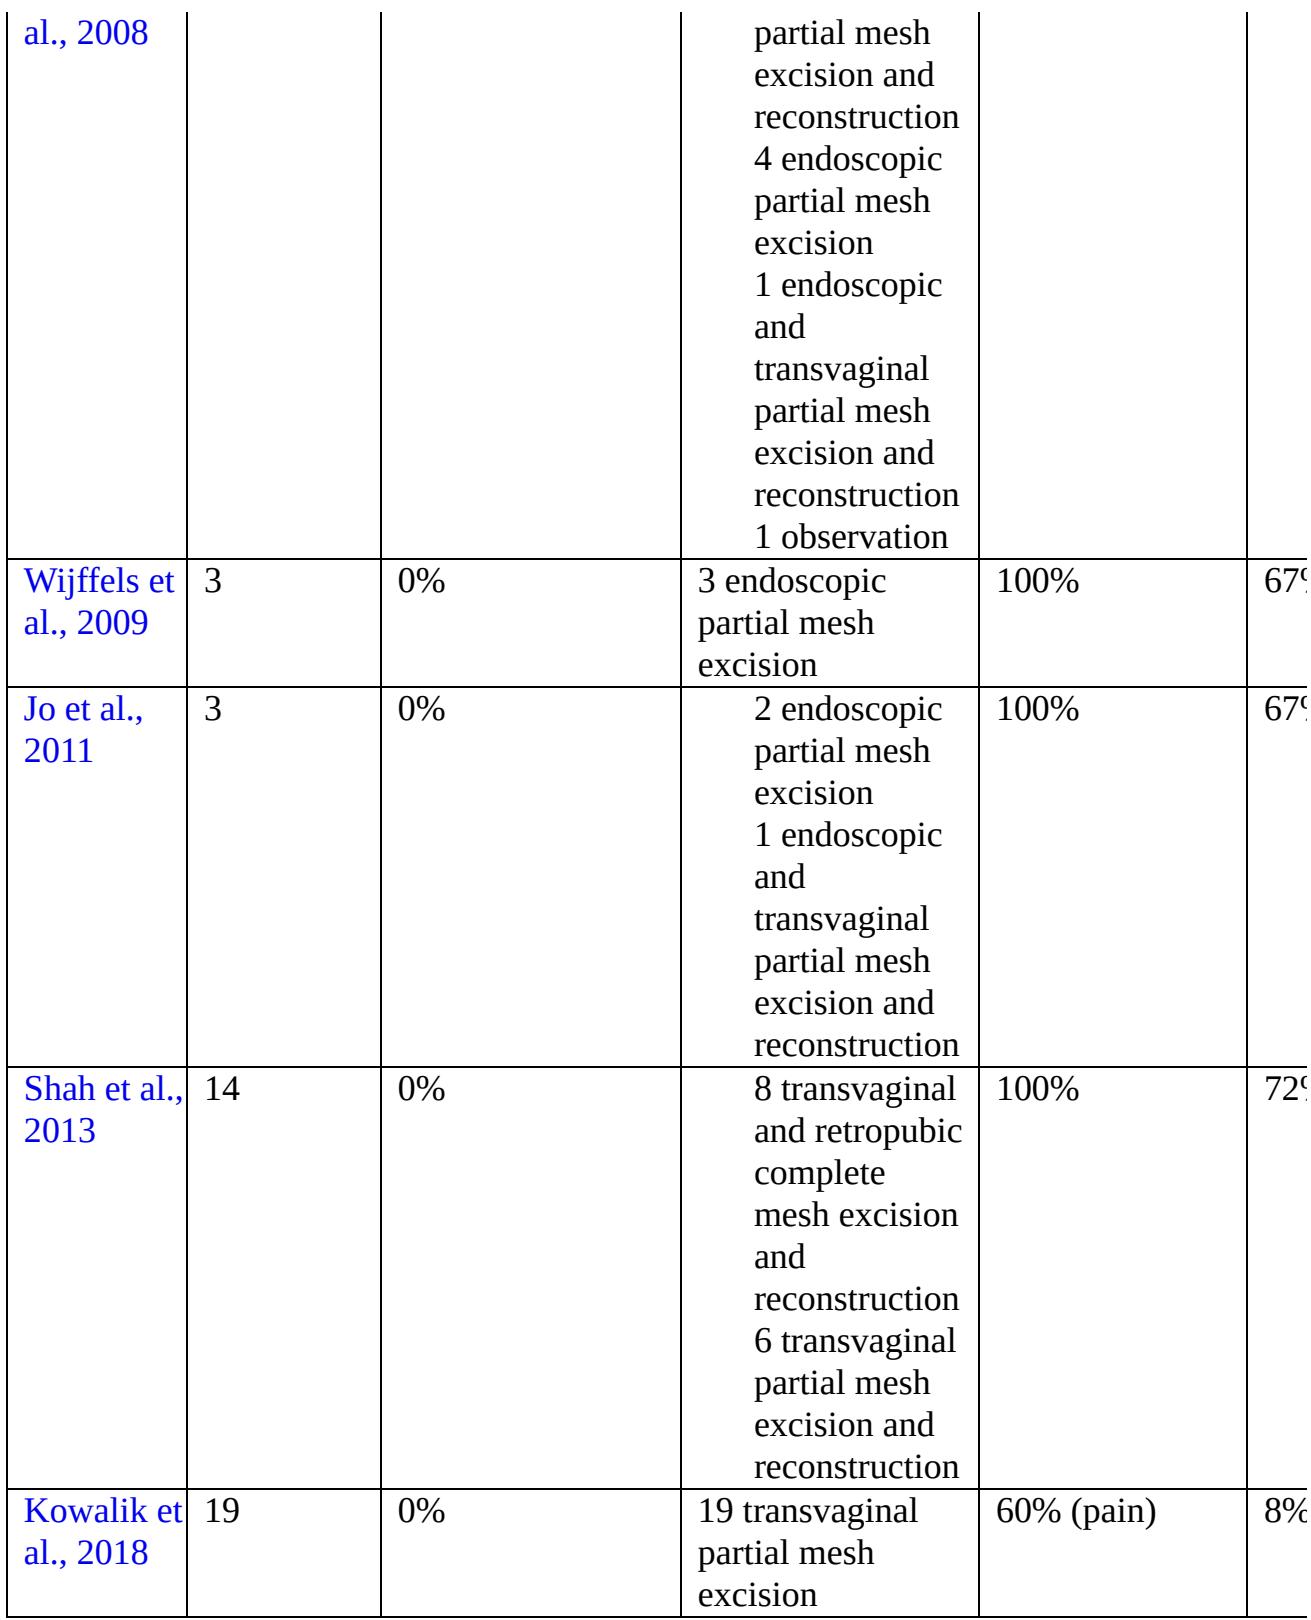 al., 2008
partial mesh
excision and
reconstruction
4 endoscopic
partial mesh
excision
1 endoscopic
and
transvaginal
partial mesh
excision and
reconstruction
1 observation
Wijffels et
al., 2009
3
0%
3 endoscopic
partial mesh
excision
100%
67%
Jo et al.,
2011
3
0%
2 endoscopic
partial mesh
excision
1 endoscopic
and
transvaginal
partial mesh
excision and
reconstruction
100%
67%
Shah et al.,
2013
14
0%
8 transvaginal
and retropubic
complete
mesh excision
and
reconstruction
6 transvaginal
partial mesh
excision and
reconstruction
100%
72%
Kowalik et
al., 2018
19
0%
19 transvaginal
partial mesh
excision
60% (pain)
8%